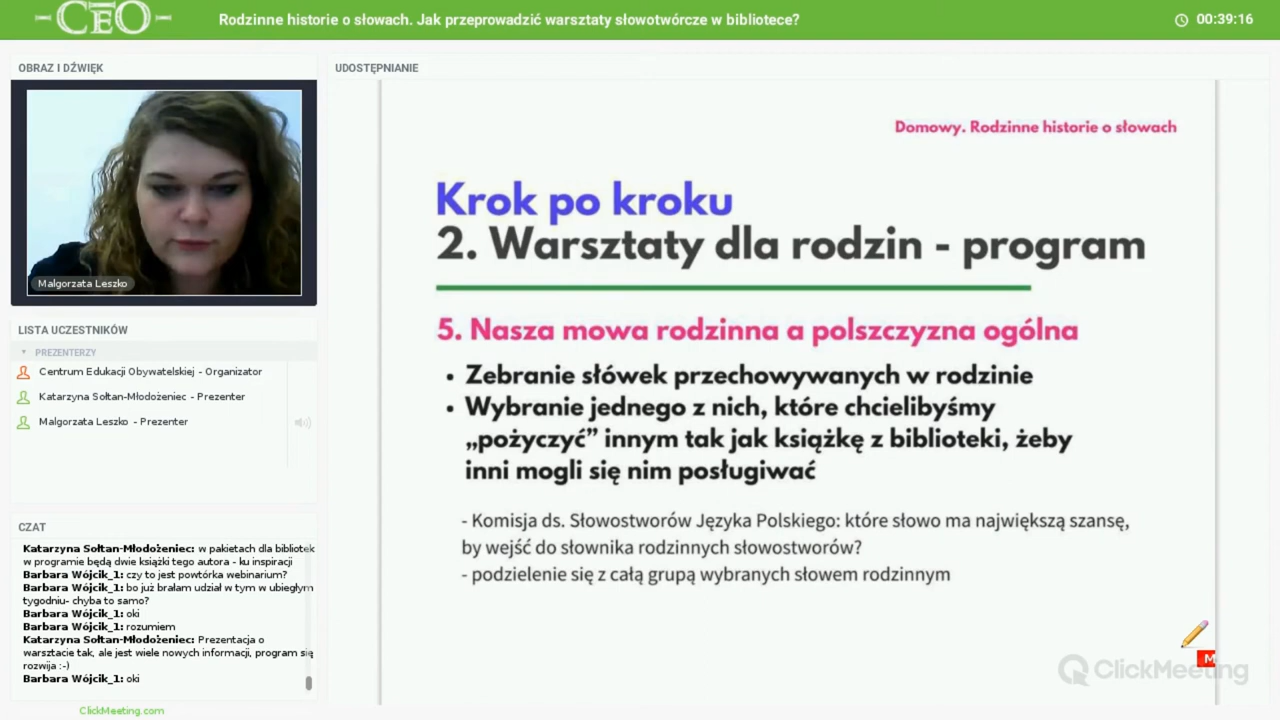 CEO
Rodzinne historie o słowach. Jak przeprowadzić warsztaty słowotwórcze w bibliotece?
00:39:16
OBRAZ I DŹWIĘK
Malgorzata Leszko
LISTA UCZESTNIKÓW
PREZENTERZY
Centrum Edukacji Obywatelskiej - Organizator
Katarzyna Sołtan-Młodożeniec - Prezenter
Malgorzata Leszko - Prezenter
CZAT
Katarzyna Sołtan-Młodożeniec: w pakietach dla bibliotek
w programie będą dwie książki tego autora - ku inspiracji
Barbara Wójcik_1: czy to jest powtórka webinarium?
Barbara Wójcik_1: bo już brałam udział w tym w ubiegłym
tygodniu- chyba to samo?
Barbara Wójcik_1: oki
Barbara Wójcik_1: rozumiem
Katarzyna Sołtan-Młodożeniec: Prezentacja o
warsztacie tak, ale jest wiele nowych informacji, program się
rozwija :-)
Barbara Wójcik_1: oki
ClickMeeting.com
UDOSTĘPNIANIE
Domowy. Rodzinne historie o słowach
Krok po kroku
2. Warsztaty dla rodzin - program
5. Nasza mowa rodzinna a polszczyzna ogólna
• Zebranie słówek przechowywanych w rodzinie
• Wybranie jednego z nich, które chcielibyśmy
„pożyczyć” innym tak jak książkę z biblioteki, żeby
inni mogli się nim posługiwać
- Komisja ds. Słowostworów Języka Polskiego: które słowo ma największą szansę,
by wejść do słownika rodzinnych słowostworów?
- podzielenie się z całą grupą wybranych słowem rodzinnym
M
ClickMeeting